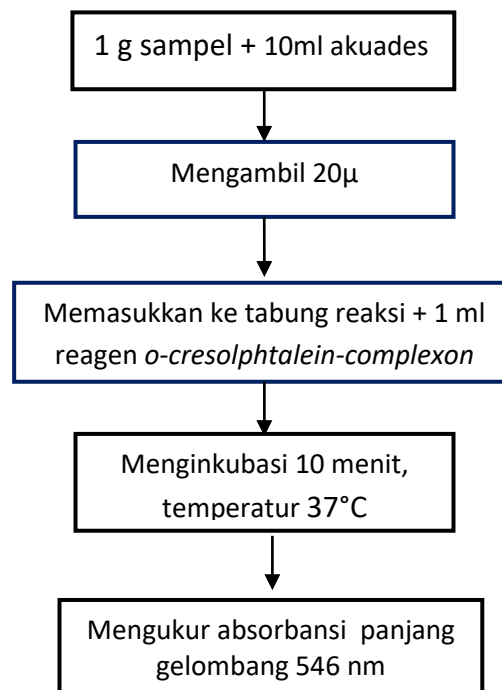 1 g sampel + 10ml akuades
Mengambil 20µ
Memasukkan ke tabung reaksi + 1 ml
reagen o-cresolphtalein-complexon
Menginkubasi 10 menit,
temperatur 37°C
Mengukur absorbansi panjang
gelombang 546 nm